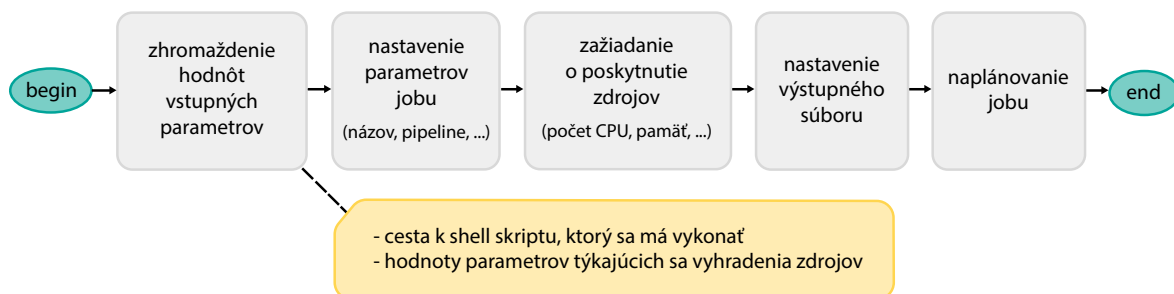 begin
zhromaždenie
hodnôt
vstupných
parametrov
nastavenie
parametrov
jobu
(názov, pipeline, ...)
zažiadanie
o poskytnutie
zdrojov
(počet CPU, pamäť, ...)
nastavenie
výstupného
súboru
naplánovanie
jobu
end
- cesta k shell skriptu, ktorý sa má vykonať
- hodnoty parametrov týkajúcich sa vyhradenia zdrojov